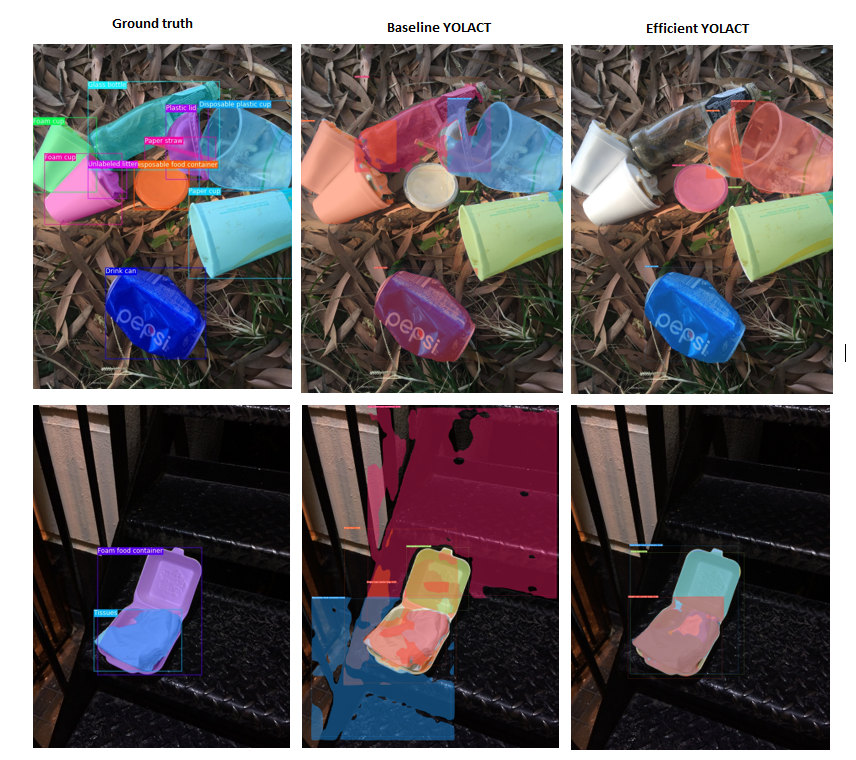 Ground truth
Baseline YOLACT
Efficient YOLACT
Glass bottle
Plastic lid
Disposable plastic cup
Foam cup
Paper straw
Foam cup
Unlabeled litter
Disposable food container
Paper cup
Drink can
pepsi
pepsi
pepsi
Foam food container
Tissues